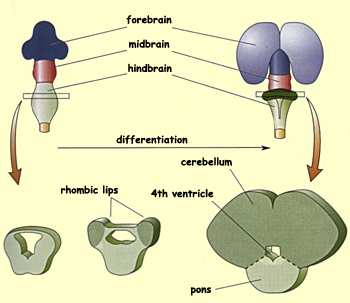 forebrain
midbrain
hindbrain
differentiation
cerebellum
rhombic lips
4th ventricle
pons